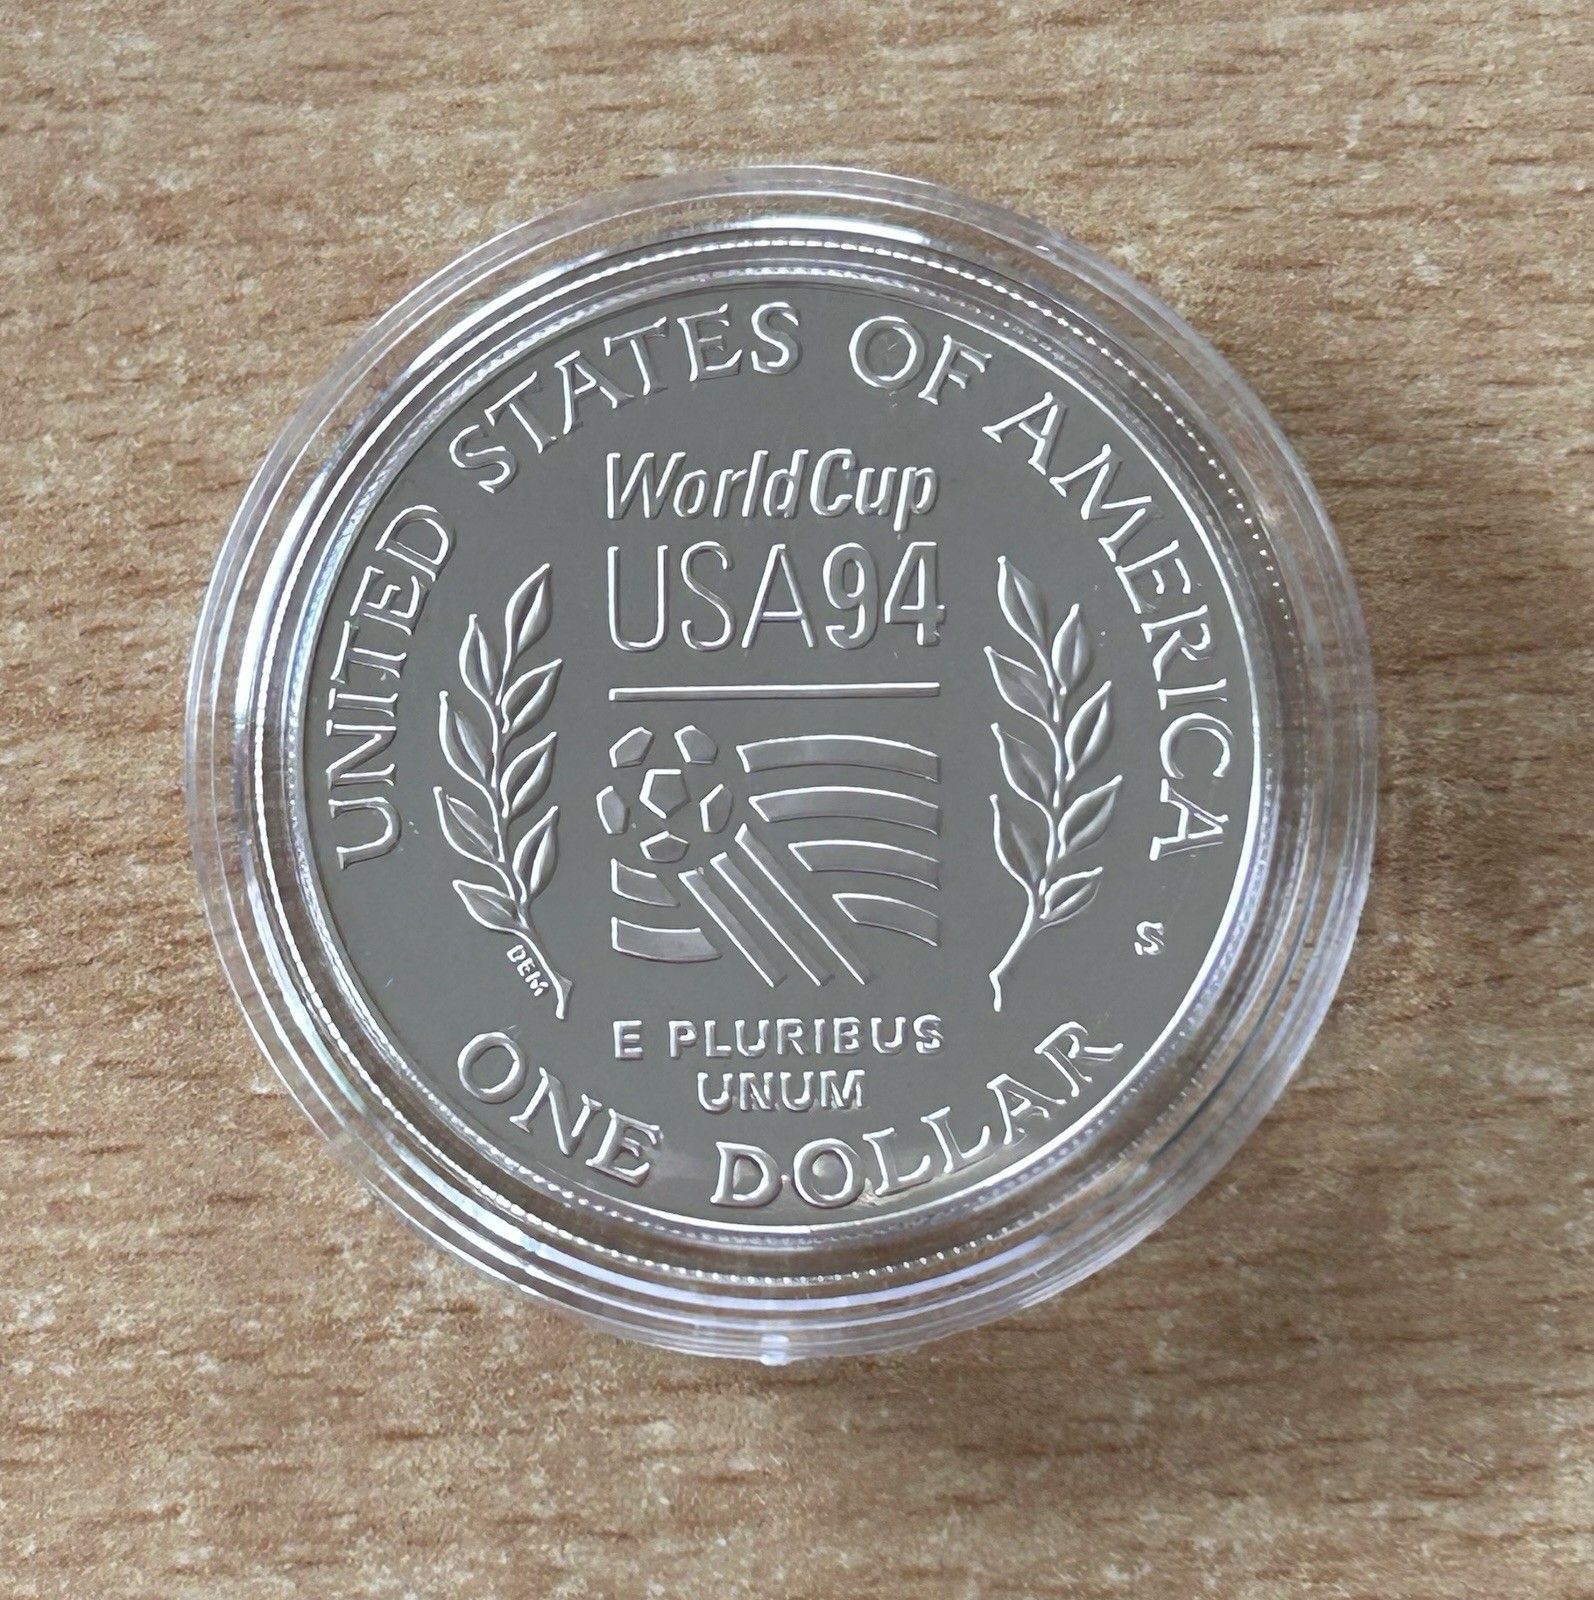 UNITED STATES OF AMERICA
WorldCup
USA94
DEM
S
E PLURIBUS
UNUM
ONE DOLLAR